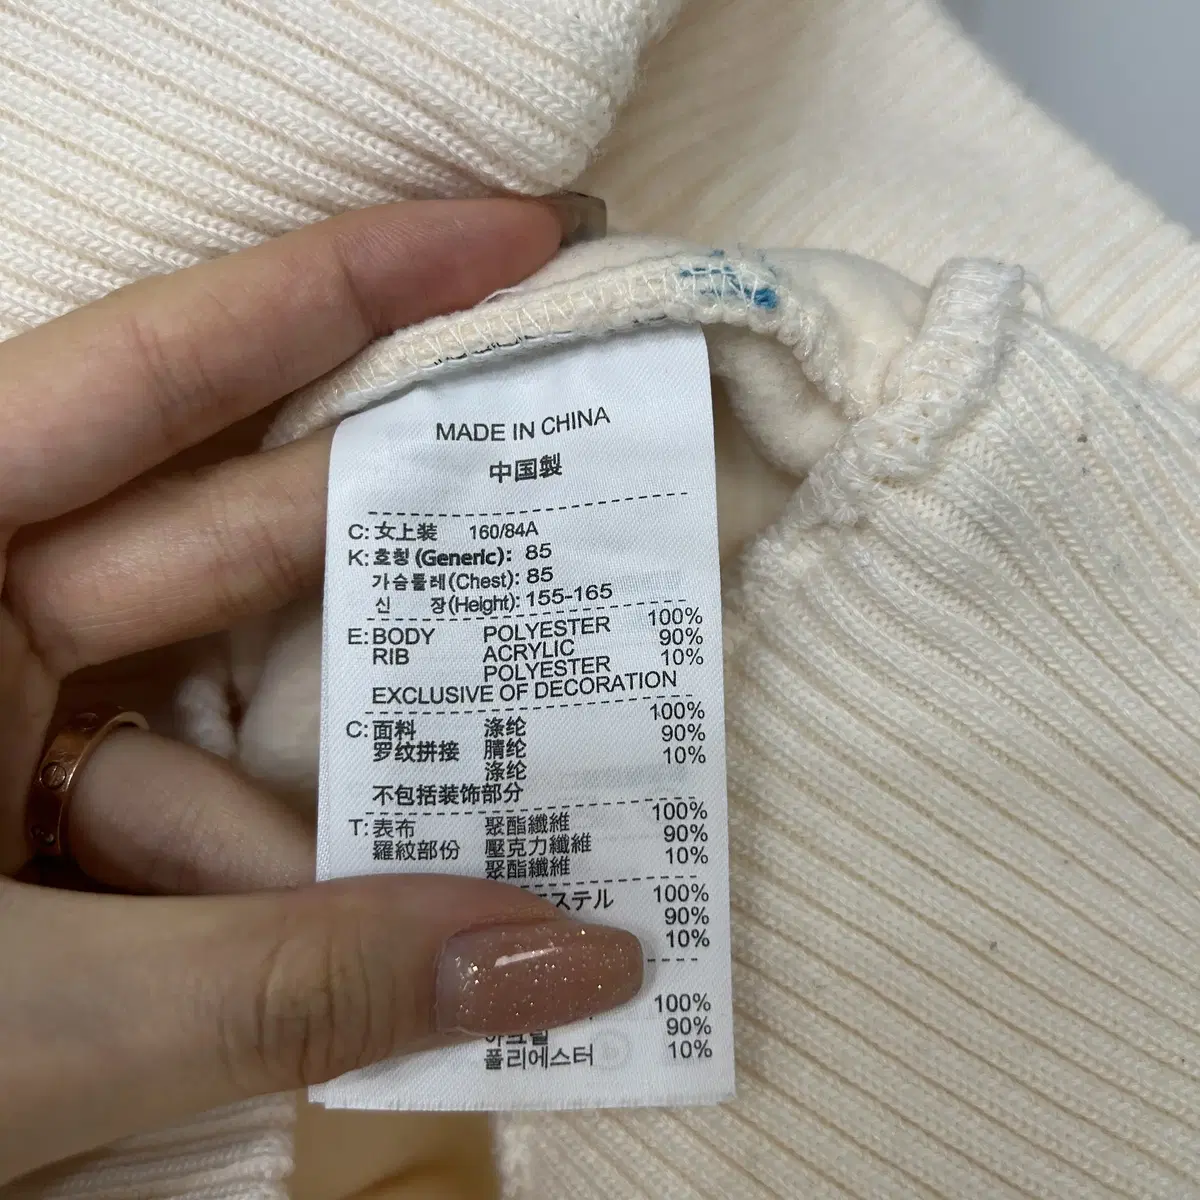 MADE IN CHINA
中国製
C: 女上装 160/84A
K: 호칭 (Generic): 85
가슴둘레(Chest): 85
신 장(Height): 155-165
E: BODY POLYESTER 100%
RIB ACRYLIC 90%
POLYESTER 10%
EXCLUSIVE OF DECORATION
C: 面料 涤纶 100%
罗纹拼接 腈纶 90%
涤纶 10%
不包括装饰部分
T: 表布 聚酯纖維 100%
羅紋部份 壓克力纖維 90%
聚酯纖維 10%
ステル 100%
90%
10%
100%
90%
폴리에스터 10%